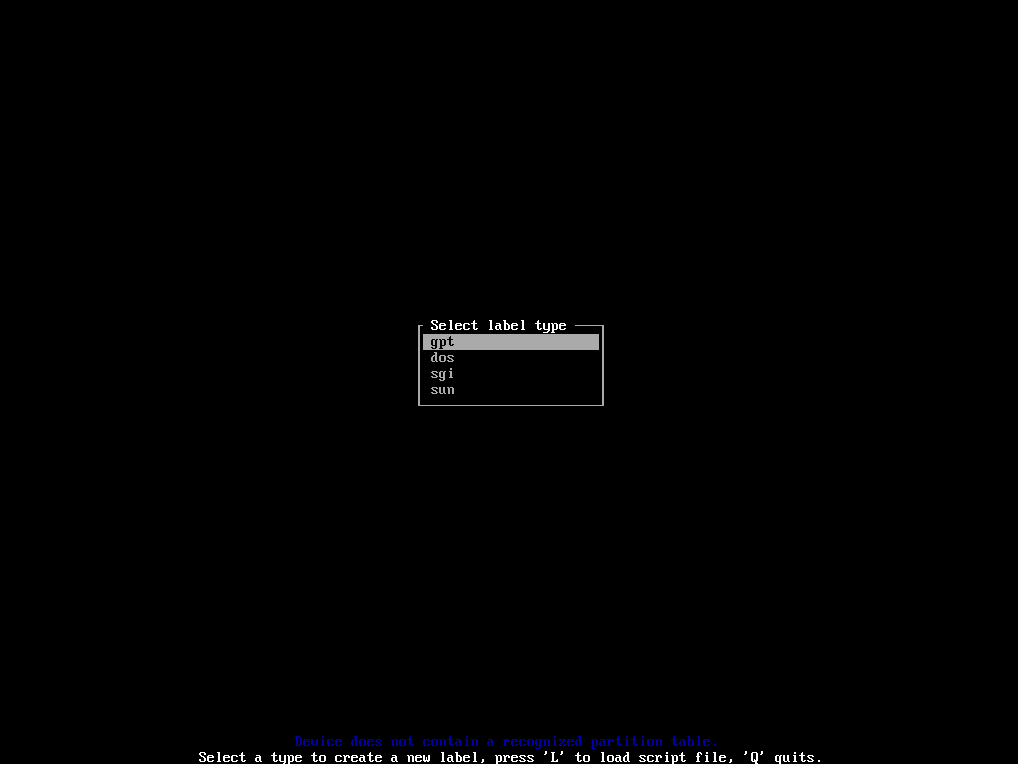 Select label type
gpt
dos
sgi
sun
Device does not contain a recognized partition table.
Select a type to create a new label, press 'L' to load script file, 'Q' quits.